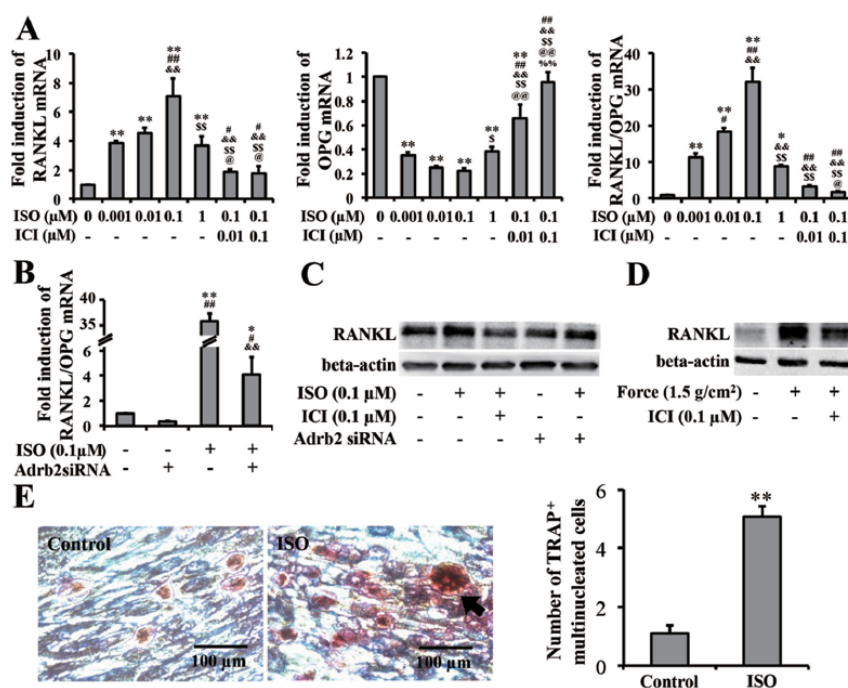 A
Fold induction of
RANKL mRNA
10
8
6
4
2
0
**
**
**
##
&&
**
$$
#
&&
$$
@
#
&&
$$
@
ISO (µM) 0 0.001 0.01 0.1 1 0.1 0.1
ICI (µM) - - - - - 0.01 0.1
Fold induction of
OPG mRNA
1.2
1
0.8
0.6
0.4
0.2
0
**
**
**
**
$
**
##
&&
$$
@@
##
&&
$$
@@
%%
0 0.001 0.01 0.1 1 0.1 0.1
- - - - - 0.01 0.1
Fold induction of
RANKL/OPG mRNA
40
30
20
10
0
**
**
#
**
##
&&
*
&&
$$
##
&&
$$
##
&&
$$
@
ISO (µM) 0 0.001 0.01 0.1 1 0.1 0.1
ICI (µM) - - - - - 0.01 0.1
B
Fold induction of
RANKL/OPG mRNA
40
35
6
4
2
0
**
##
*
#
&&
ISO (0.1µM) - - + +
Adrb2siRNA - + - +
C
RANKL
beta-actin
ISO (0.1 µM) - + + - +
ICI (0.1 µM) - - + - -
Adrb2 siRNA - - - + +
D
RANKL
beta-actin
Force (1.5 g/cm²) - + +
ICI (0.1 µM) - - +
E
Control
100 µm
ISO
100 µm
Number of TRAP⁺
multinucleated cells
6
4
2
0
**
Control ISO